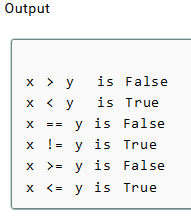 Output
x > y  is False
x < y  is True
x == y is False
x != y is True
x >= y is False
x <= y is True